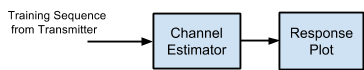 Training Sequence
from Transmitter
Channel
Estimator
Response
Plot